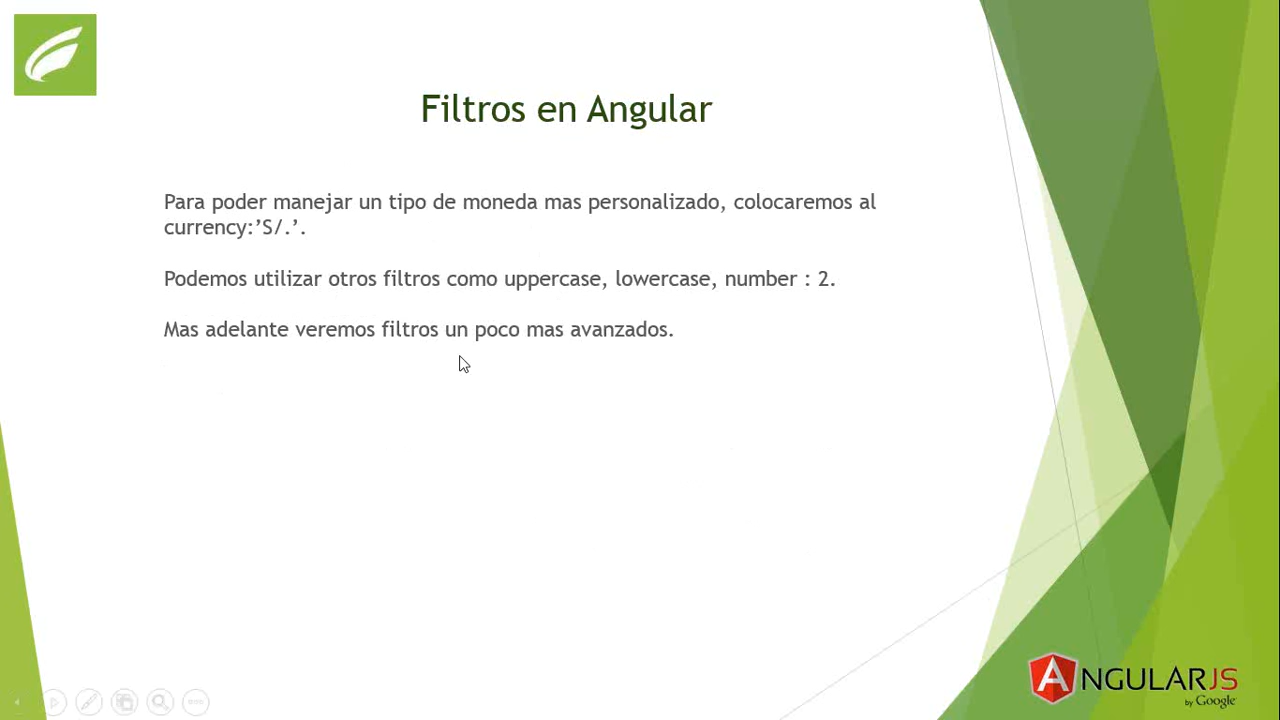 Filtros en Angular
Para poder manejar un tipo de moneda mas personalizado, colocaremos al
currency:’S/.’.
Podemos utilizar otros filtros como uppercase, lowercase, number : 2.
Mas adelante veremos filtros un poco mas avanzados.
ANGULARJS
by Google